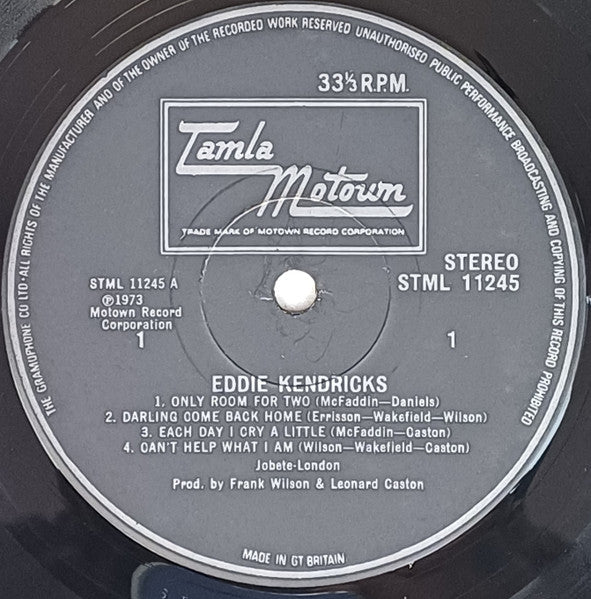 THE GRAMOPHONE CO LTD·ALL RIGHTS OF THE MANUFACTURER AND OF THE OWNER OF THE RECORDED WORK RESERVED UNAUTHORISED PUBLIC PERFORMANCE BROADCASTING AND COPYING OF THIS RECORD PROHIBITED
33⅓ R.P.M.
Tamla
Motown
TRADE MARK OF MOTOWN RECORD CORPORATION
STEREO
STML 11245
STML 11245 A
℗1973
Motown Record
Corporation
1
1
EDDIE KENDRICKS
1. ONLY ROOM FOR TWO (McFaddin—Daniels)
2. DARLING COME BACK HOME (Errisson—Wakefield—Wilson)
3. EACH DAY I CRY A LITTLE (McFaddin—Caston)
4. CAN'T HELP WHAT I AM (Wilson—Wakefield—Caston)
Jobete-London
Prod. by Frank Wilson & Leonard Caston
MADE IN GT BRITAIN